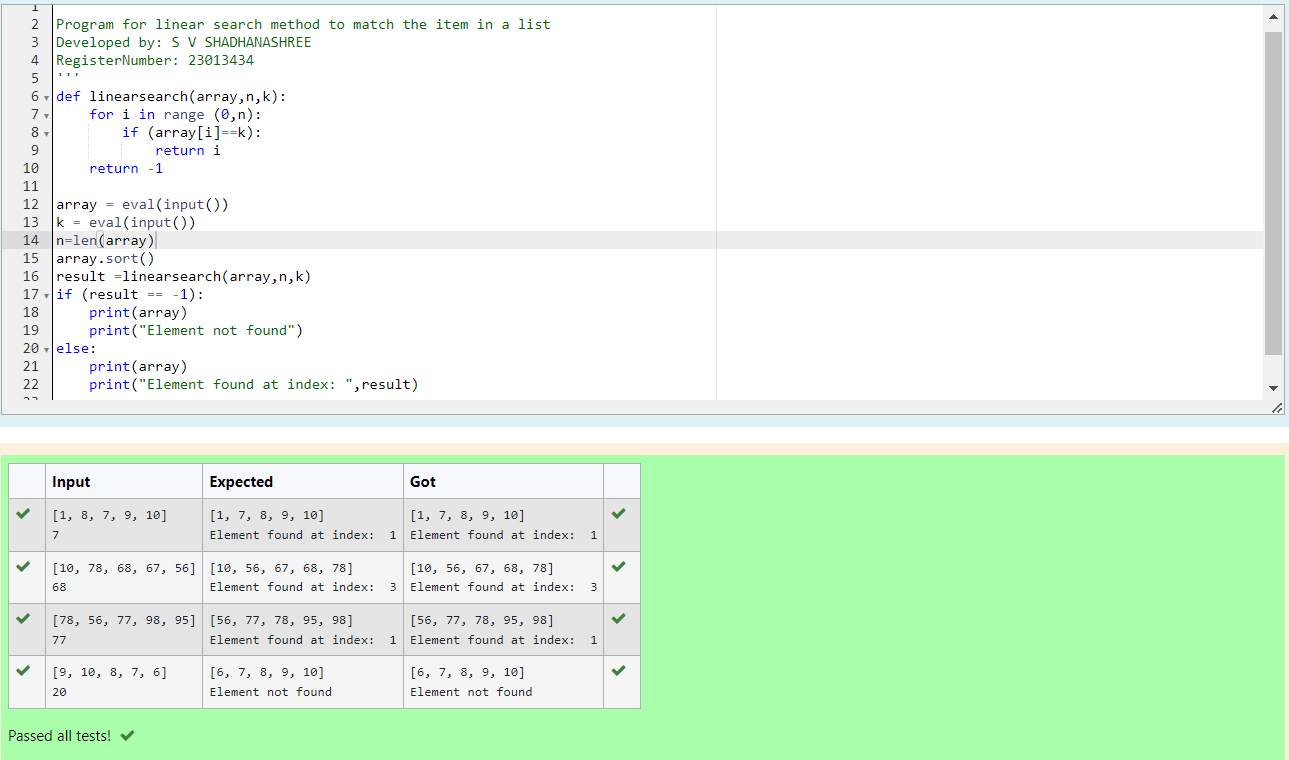 1
2 Program for linear search method to match the item in a list
3 Developed by: S V SHADHANASHREE
4 RegisterNumber: 23013434
5 '''
6 def linearsearch(array,n,k):
7     for i in range (0,n):
8         if (array[i]==k):
9             return i
10     return -1
11
12 array = eval(input())
13 k = eval(input())
14 n=len(array)
15 array.sort()
16 result =linearsearch(array,n,k)
17 if (result == -1):
18     print(array)
19     print("Element not found")
20 else:
21     print(array)
22     print("Element found at index: ",result)
23
Input Expected Got
[1, 8, 7, 9, 10] [1, 7, 8, 9, 10] [1, 7, 8, 9, 10]
7 Element found at index:  1 Element found at index:  1
[10, 78, 68, 67, 56] [10, 56, 67, 68, 78] [10, 56, 67, 68, 78]
68 Element found at index:  3 Element found at index:  3
[78, 56, 77, 98, 95] [56, 77, 78, 95, 98] [56, 77, 78, 95, 98]
77 Element found at index:  1 Element found at index:  1
[9, 10, 8, 7, 6] [6, 7, 8, 9, 10] [6, 7, 8, 9, 10]
20 Element not found Element not found
Passed all tests!